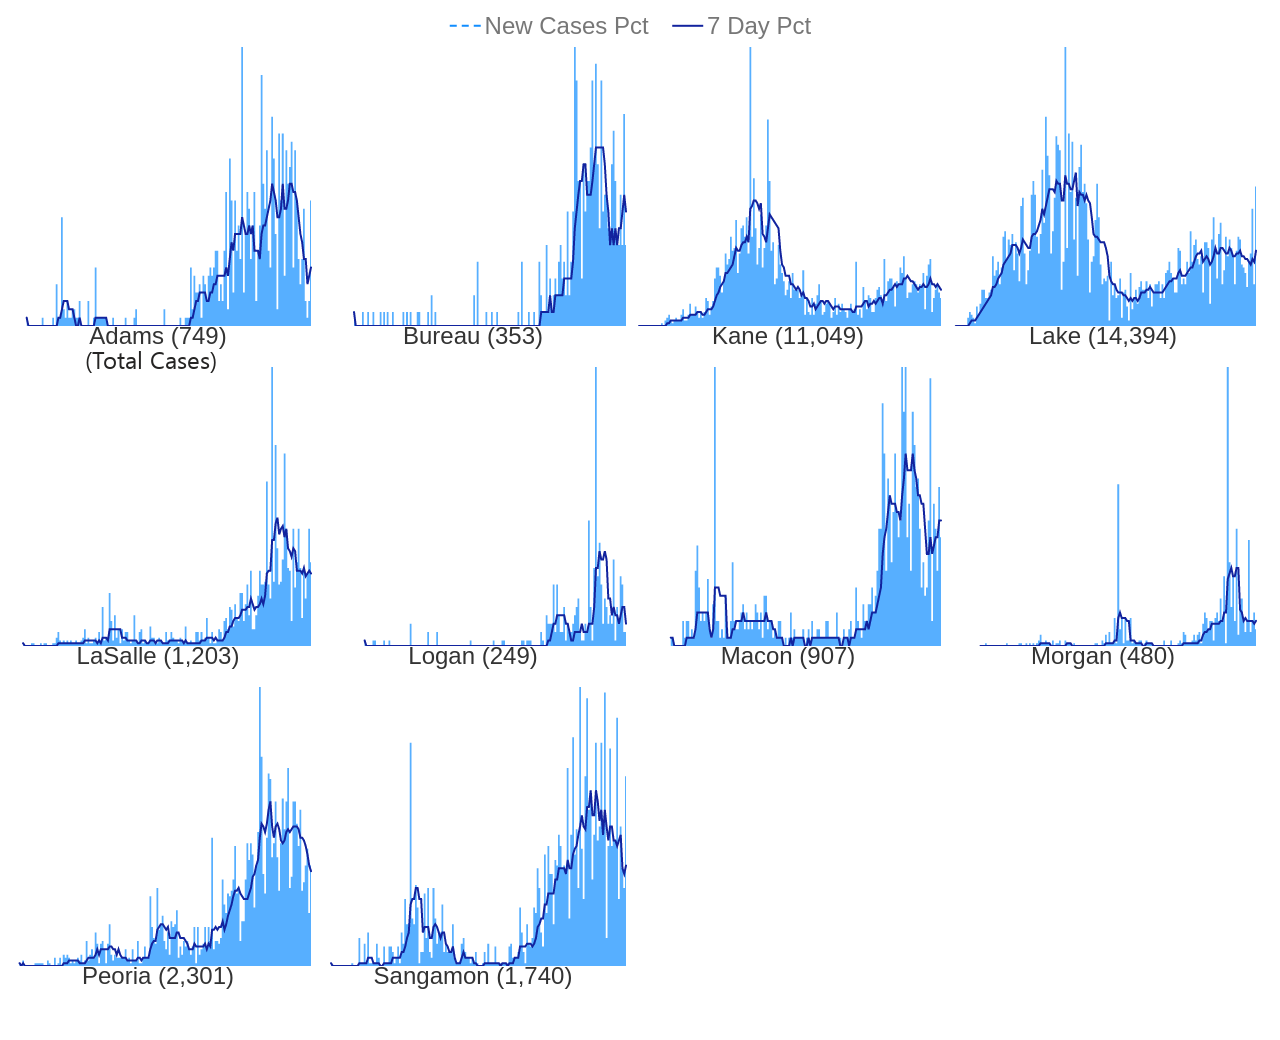 New Cases Pct 7 Day Pct
Adams (749) Bureau (353) Kane (11,049) Lake (14,394)
(Total Cases)
LaSalle (1,203) Logan (249) Macon (907) Morgan (480)
Peoria (2,301) Sangamon (1,740)